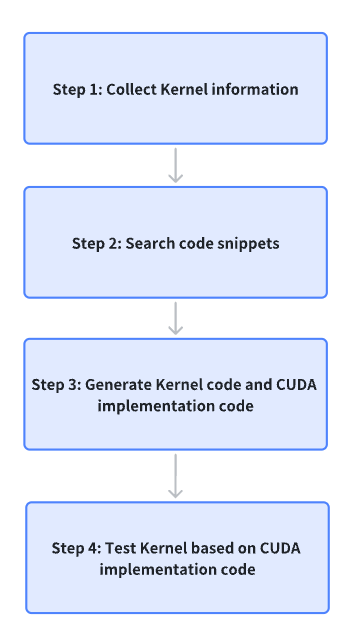 Step 1: Collect Kernel information
Step 2: Search code snippets
Step 3: Generate Kernel code and CUDA
implementation code
Step 4: Test Kernel based on CUDA
implementation code